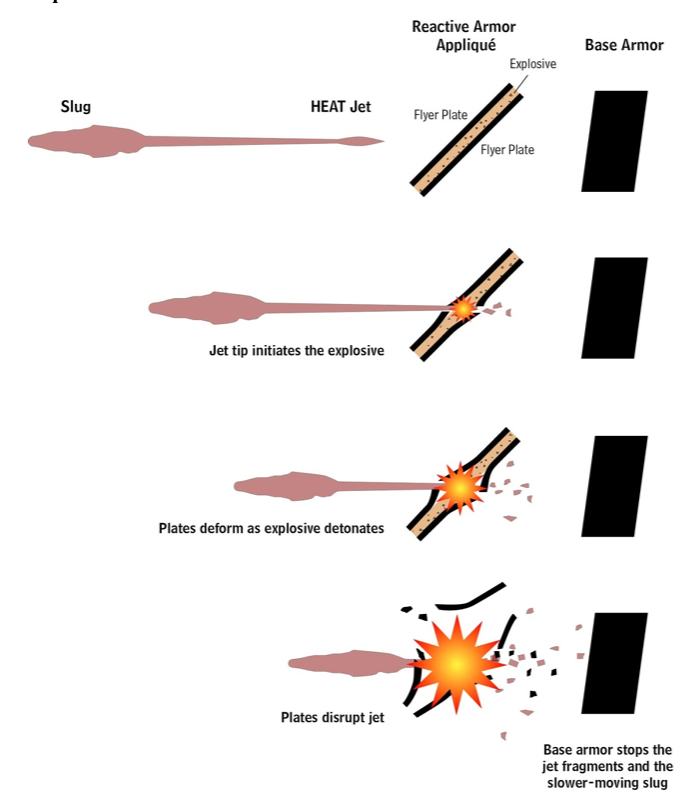 Reactive Armor
Appliqué
Base Armor
Explosive
Slug
HEAT Jet
Flyer Plate
Flyer Plate
Jet tip initiates the explosive
Plates deform as explosive detonates
Plates disrupt jet
Base armor stops the
jet fragments and the
slower-moving slug